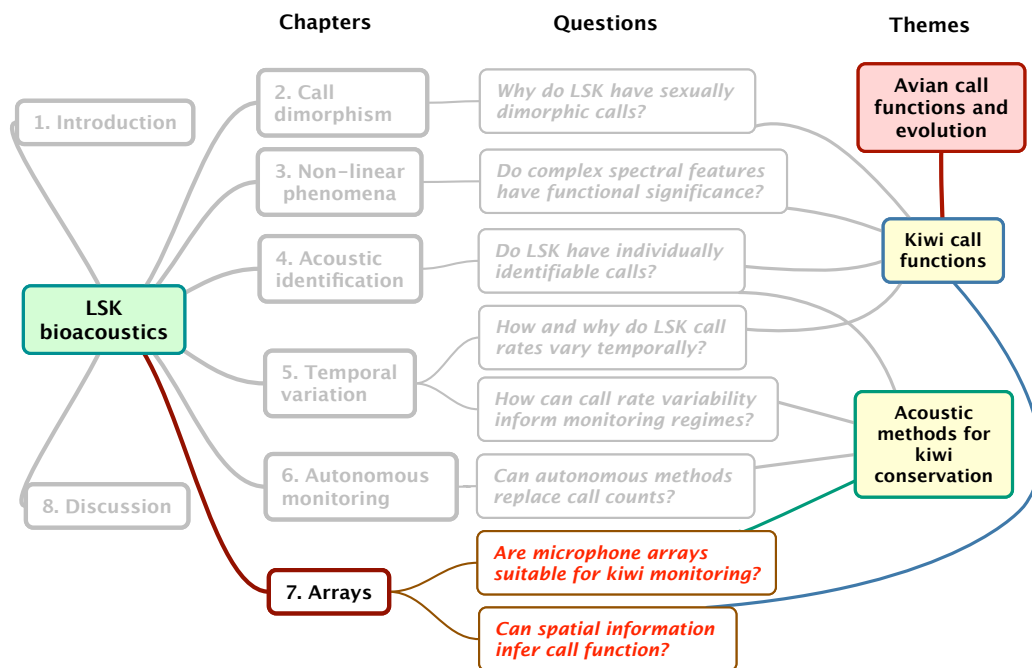 Chapters
Questions
Themes
1. Introduction
LSK
bioacoustics
8. Discussion
2. Call
dimorphism
3. Non-linear
phenomena
4. Acoustic
identification
5. Temporal
variation
6. Autonomous
monitoring
7. Arrays
Why do LSK have sexually
dimorphic calls?
Do complex spectral features
have functional significance?
Do LSK have individually
identifiable calls?
How and why do LSK call
rates vary temporally?
How can call rate variability
inform monitoring regimes?
Can autonomous methods
replace call counts?
Are microphone arrays
suitable for kiwi monitoring?
Can spatial information
infer call function?
Avian call
functions and
evolution
Kiwi call
functions
Acoustic
methods for
kiwi
conservation